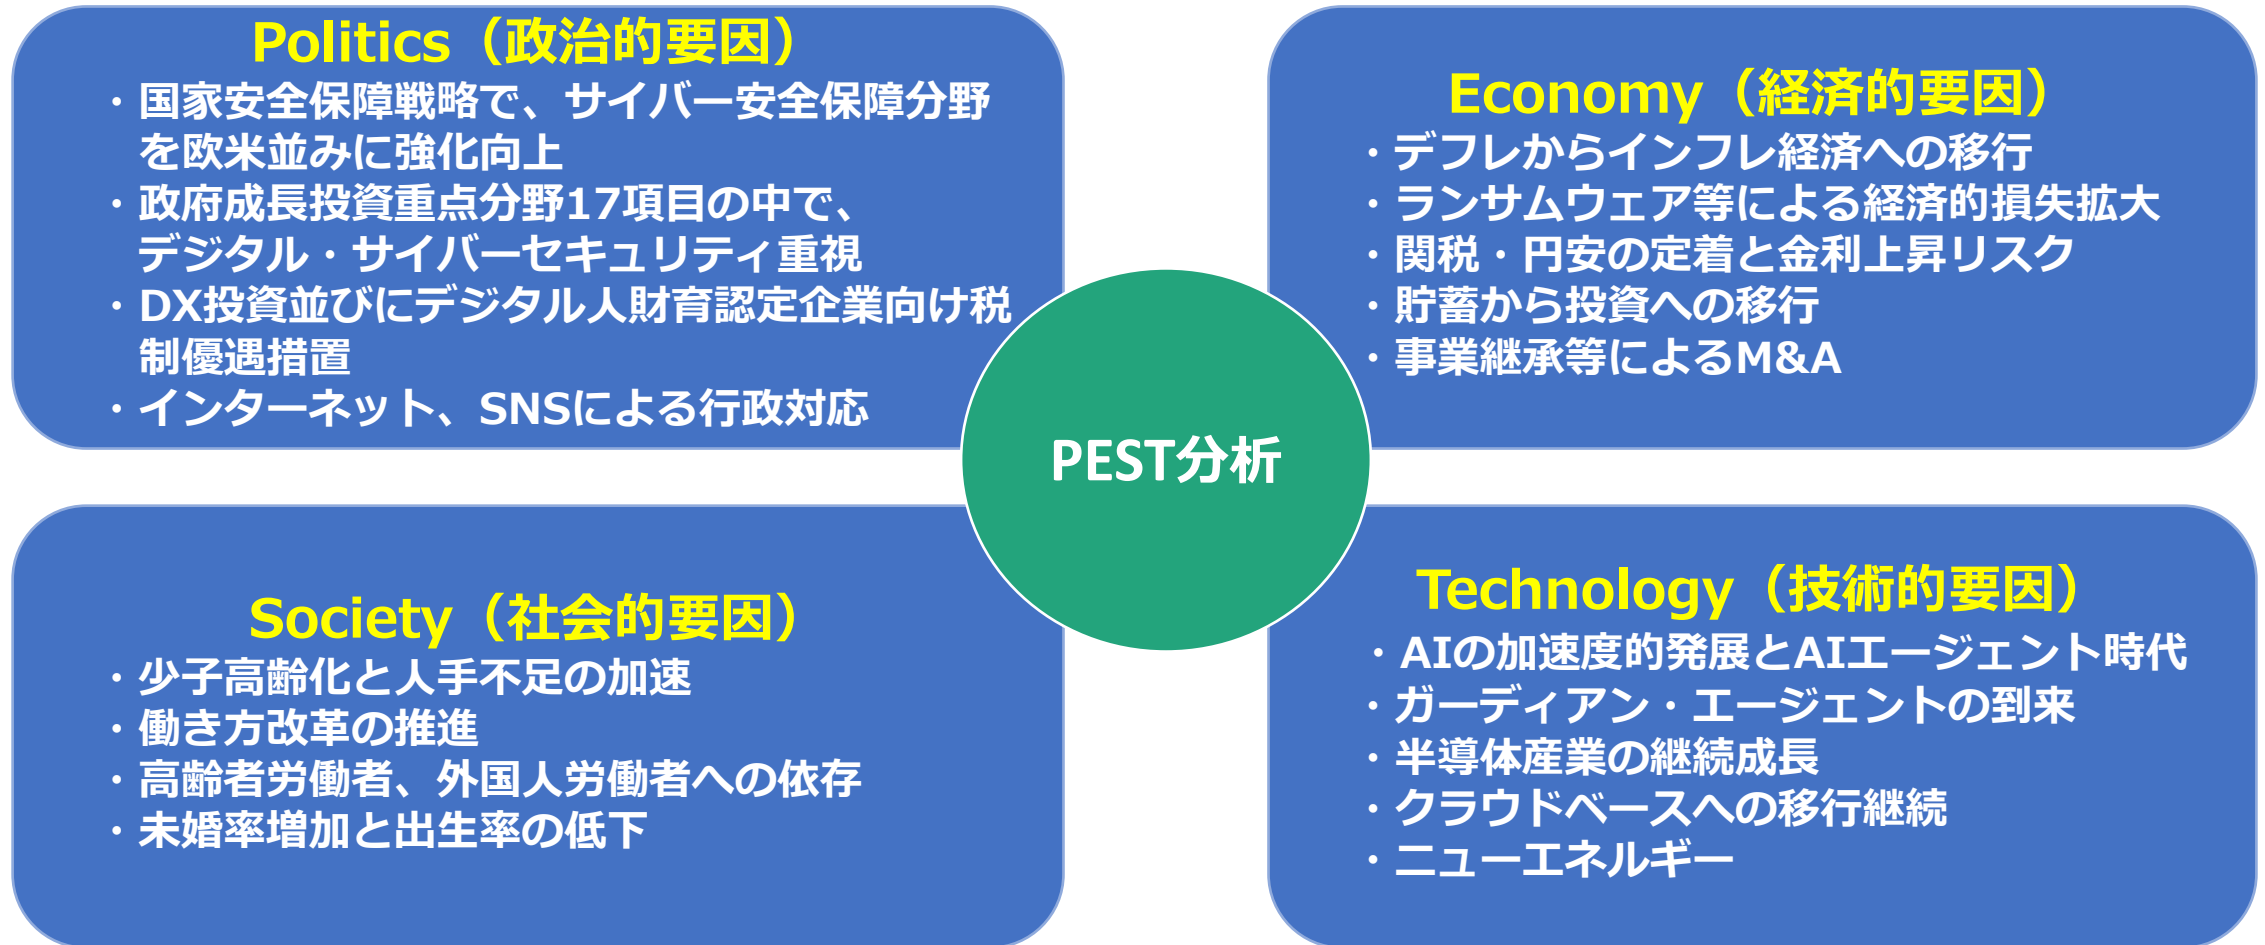 Politics（政治的要因）
・国家安全保障戦略で、サイバー安全保障分野
を欧米並みに強化向上
・政府成長投資重点分野17項目の中で、
デジタル・サイバーセキュリティ重視
・DX投資並びにデジタル人財育認定企業向け税
制優遇措置
・インターネット、SNSによる行政対応
Economy（経済的要因）
・デフレからインフレ経済への移行
・ランサムウェア等による経済的損失拡大
・関税・円安の定着と金利上昇リスク
・貯蓄から投資への移行
・事業継承等によるM&A
PEST分析
Society（社会的要因）
・少子高齢化と人手不足の加速
・働き方改革の推進
・高齢者労働者、外国人労働者への依存
・未婚率増加と出生率の低下
Technology（技術的要因）
・AIの加速度的発展とAIエージェント時代
・ガーディアン・エージェントの到来
・半導体産業の継続成長
・クラウドベースへの移行継続
・ニューエネルギー